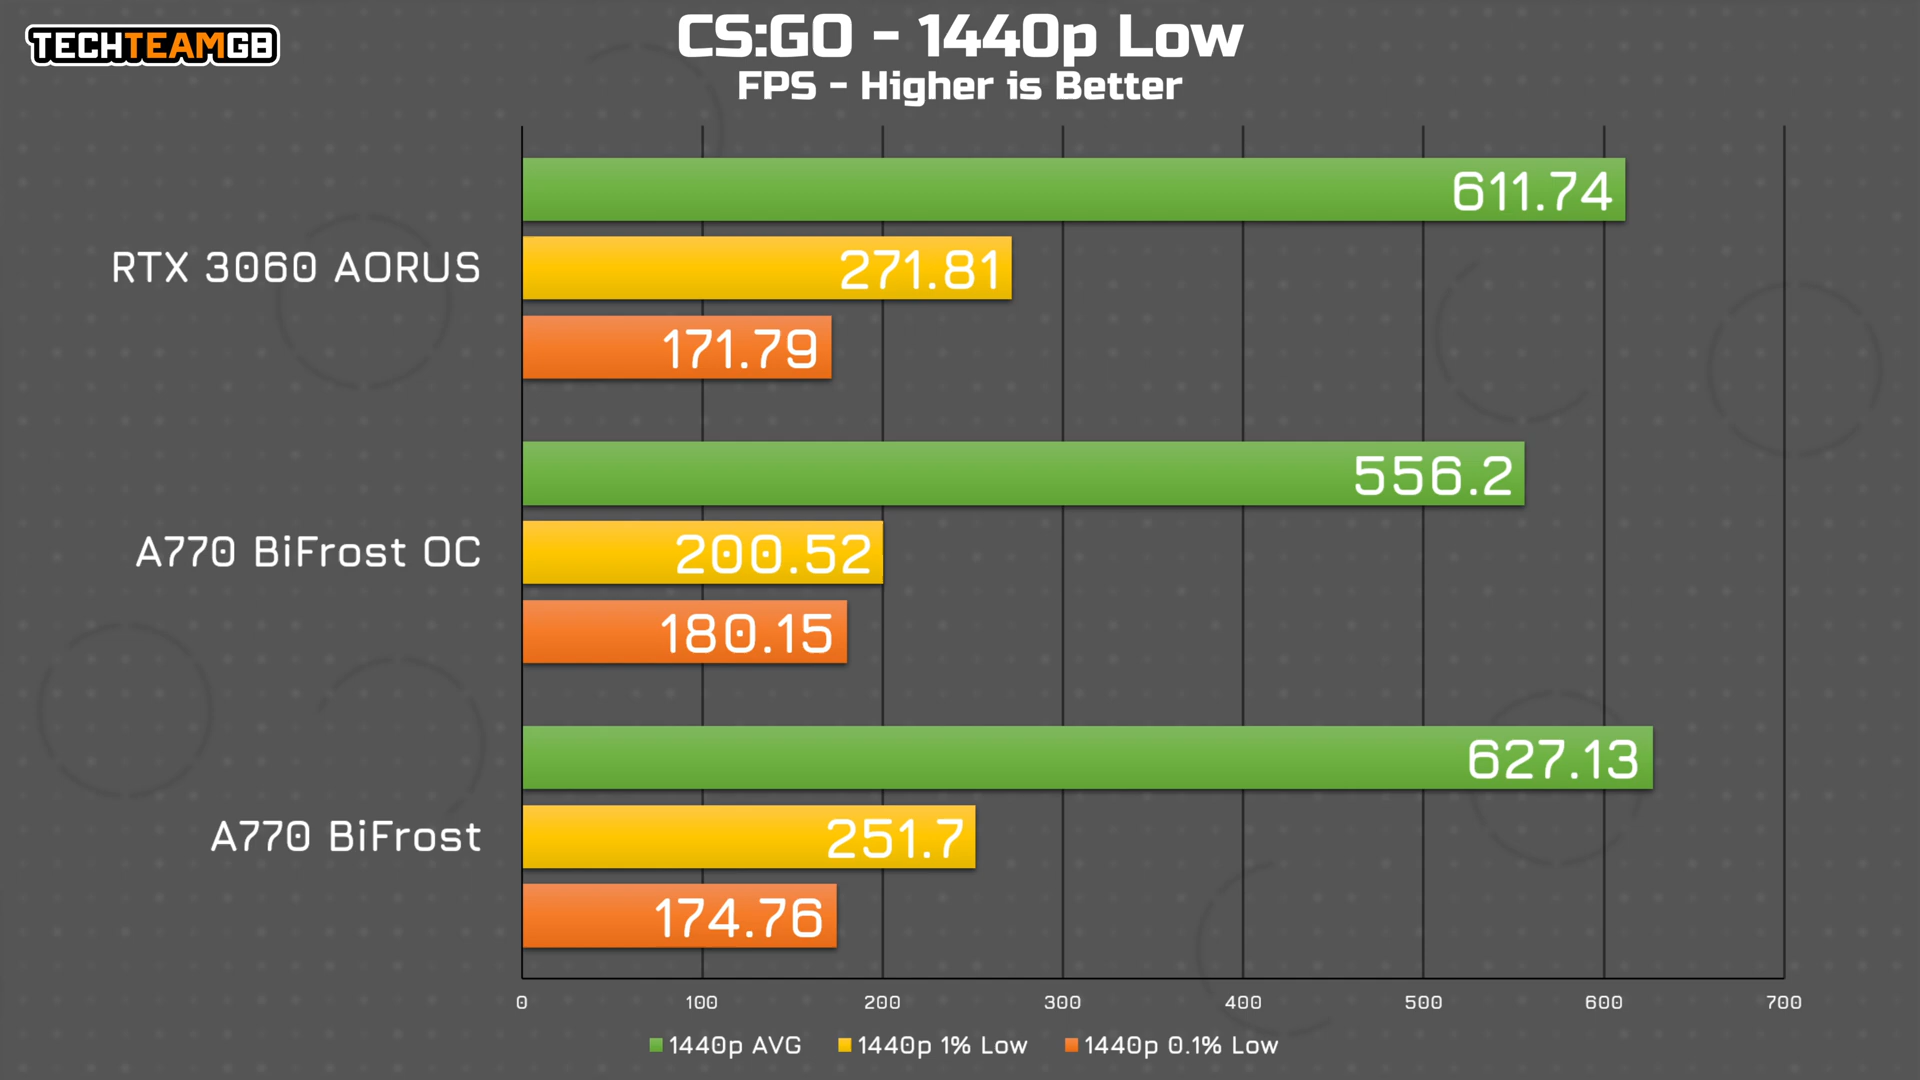 TECHTEAMGB
CS:GO - 1440p Low
FPS - Higher is Better
RTX 3060 AORUS
611.74
271.81
171.79
A770 BiFrost OC
556.2
200.52
180.15
A770 BiFrost
627.13
251.7
174.76
0 100 200 300 400 500 600 700
1440p AVG 1440p 1% Low 1440p 0.1% Low